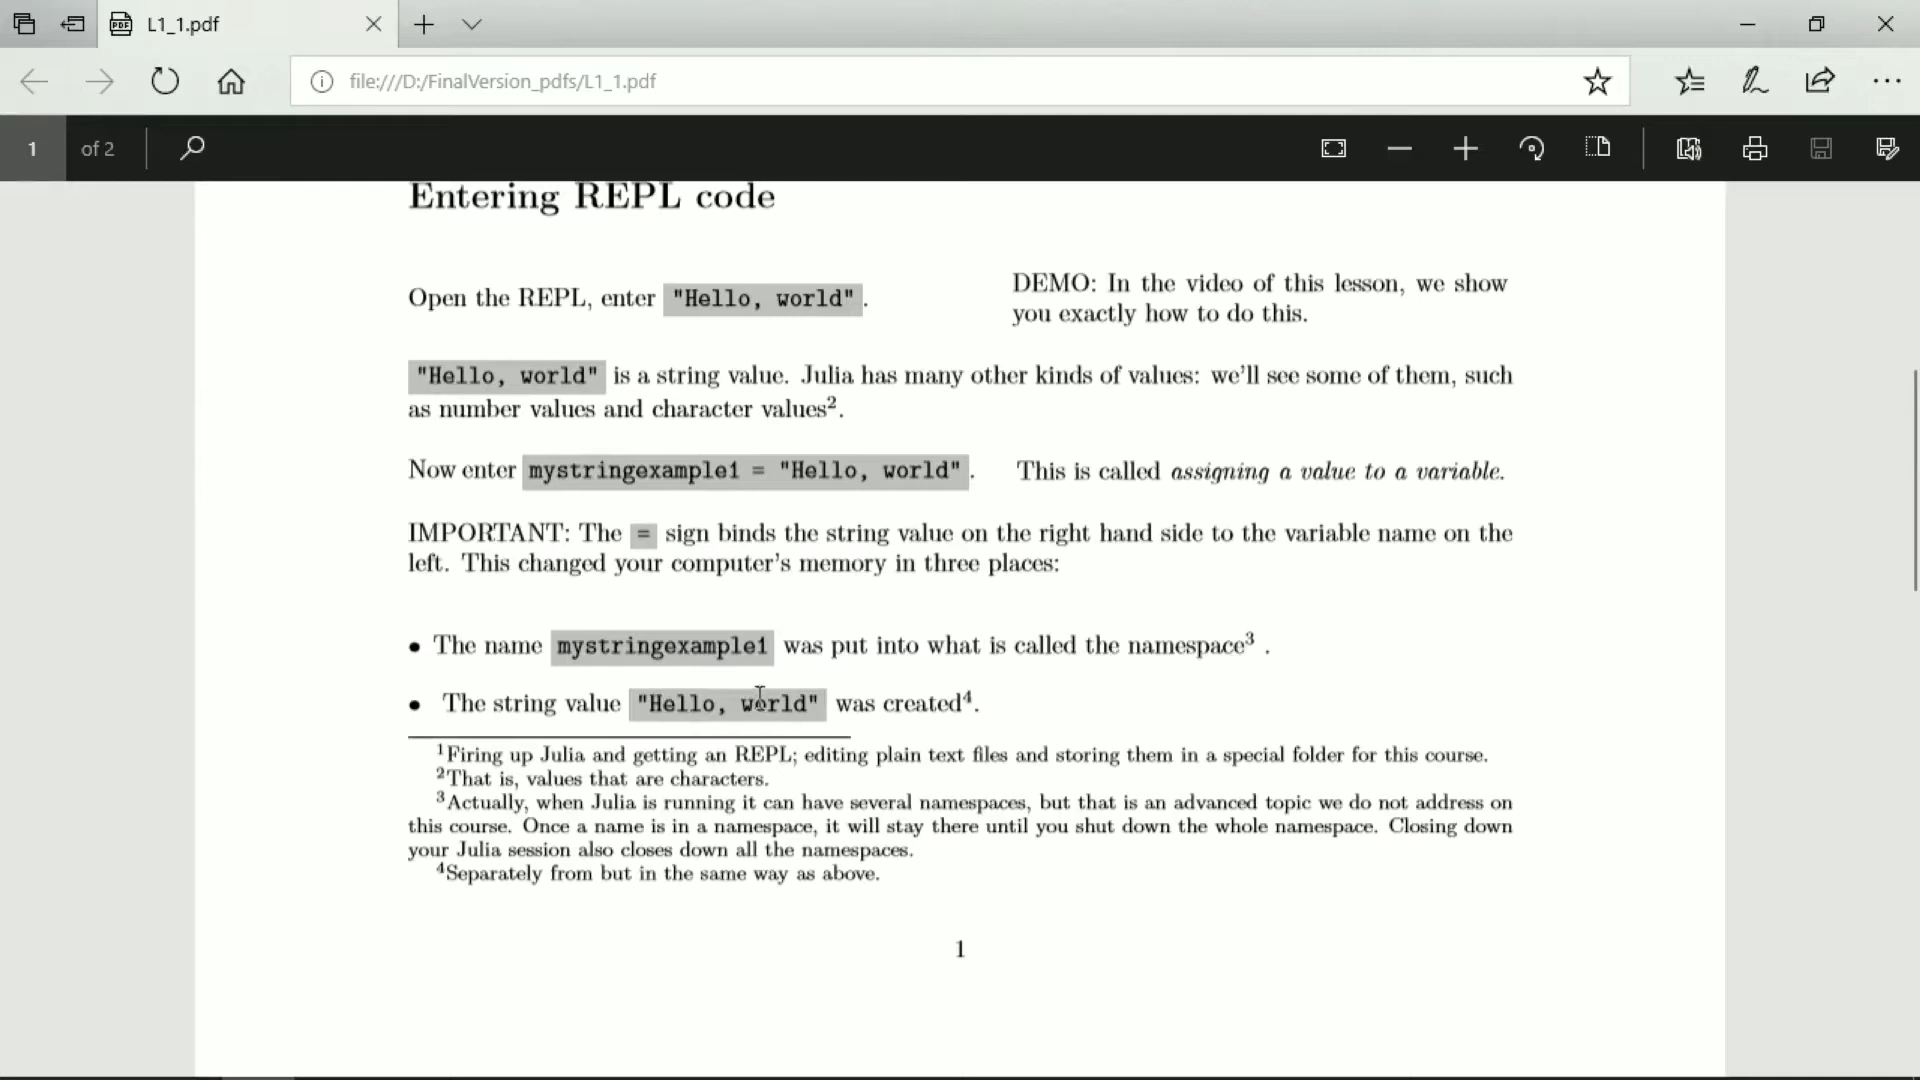 L1_1.pdf
file:///D:/FinalVersion_pdfs/L1_1.pdf
1 of 2
Entering REPL code
Open the REPL, enter "Hello, world".
DEMO: In the video of this lesson, we show
you exactly how to do this.
"Hello, world" is a string value. Julia has many other kinds of values: we'll see some of them, such
as number values and character values².
Now enter mystringexample1 = "Hello, world". This is called assigning a value to a variable.
IMPORTANT: The = sign binds the string value on the right hand side to the variable name on the
left. This changed your computer's memory in three places:
• The name mystringexample1 was put into what is called the namespace³ .
• The string value "Hello, world" was created⁴.
¹Firing up Julia and getting an REPL; editing plain text files and storing them in a special folder for this course.
²That is, values that are characters.
³Actually, when Julia is running it can have several namespaces, but that is an advanced topic we do not address on
this course. Once a name is in a namespace, it will stay there until you shut down the whole namespace. Closing down
your Julia session also closes down all the namespaces.
⁴Separately from but in the same way as above.
1